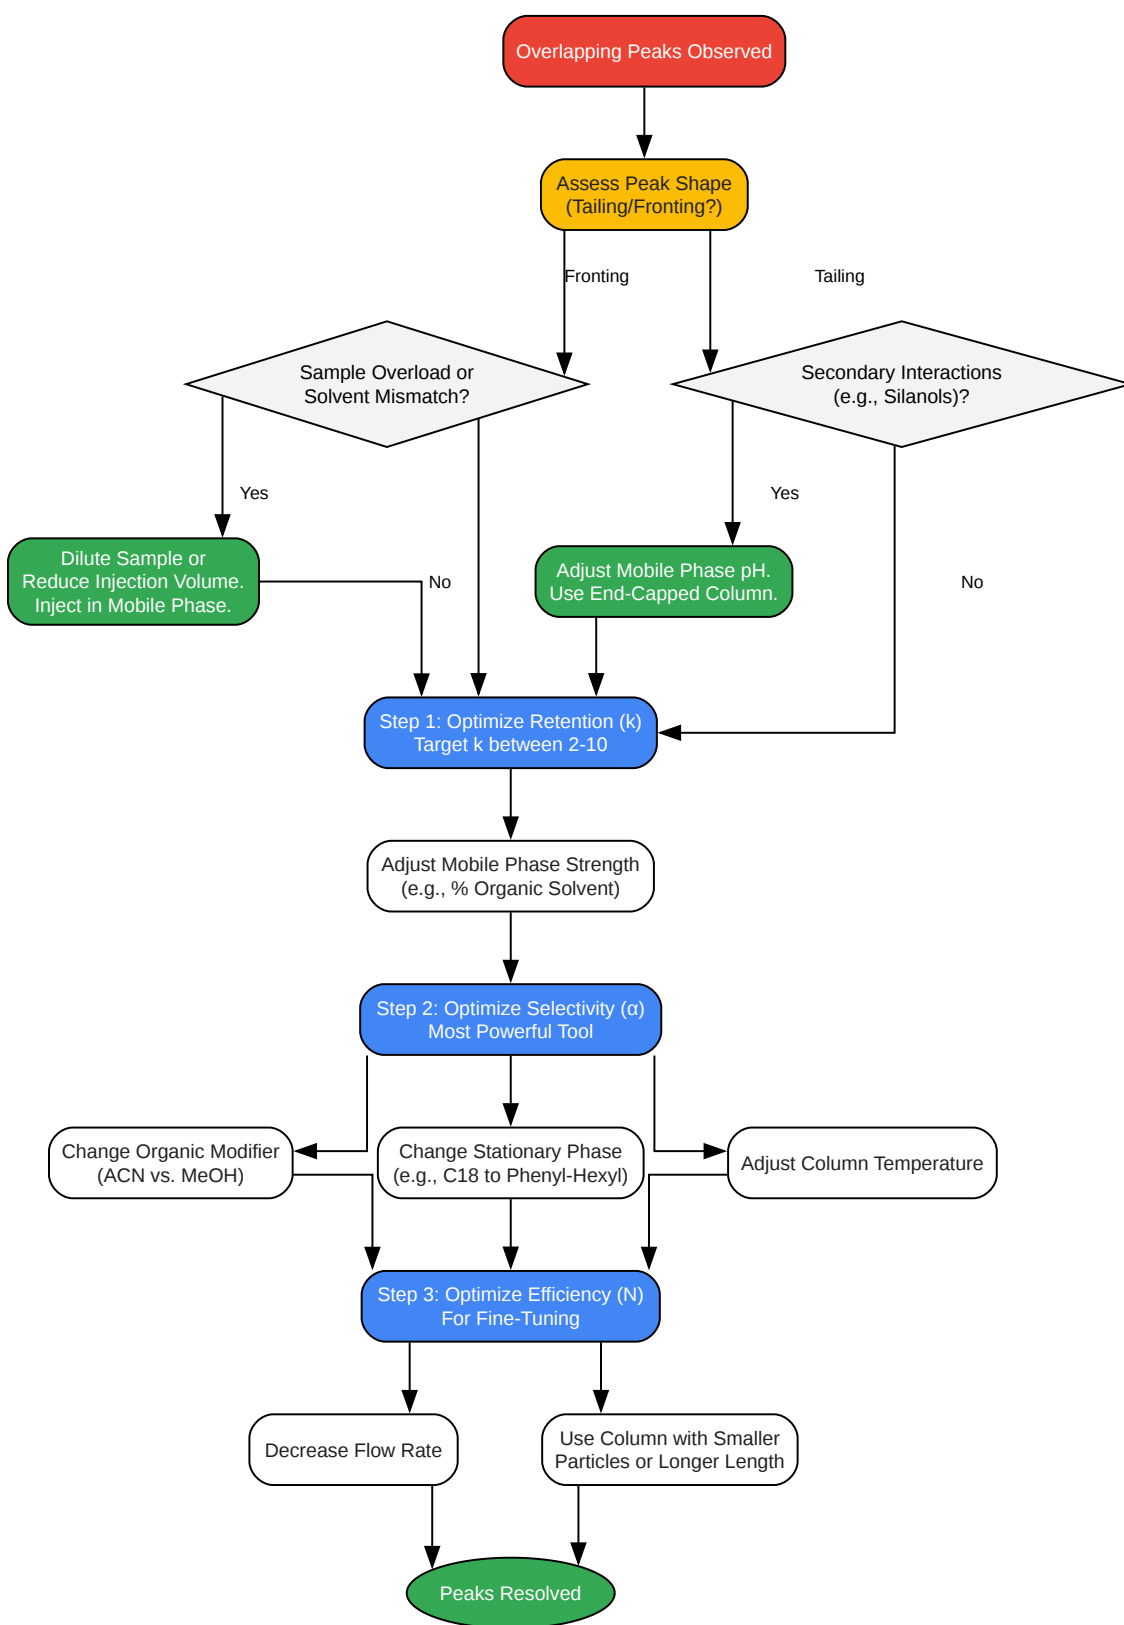 Overlapping Peaks Observed
Assess Peak Shape
(Tailing/Fronting?)
Fronting
Tailing
Sample Overload or
Solvent Mismatch?
Secondary Interactions
(e.g., Silanols)?
Yes
Yes
Dilute Sample or
Reduce Injection Volume.
Inject in Mobile Phase.
No
Adjust Mobile Phase pH.
Use End-Capped Column.
No
Step 1: Optimize Retention (k)
Target k between 2-10
Adjust Mobile Phase Strength
(e.g., % Organic Solvent)
Step 2: Optimize Selectivity (α)
Most Powerful Tool
Change Organic Modifier
(ACN vs. MeOH)
Change Stationary Phase
(e.g., C18 to Phenyl-Hexyl)
Adjust Column Temperature
Step 3: Optimize Efficiency (N)
For Fine-Tuning
Decrease Flow Rate
Use Column with Smaller
Particles or Longer Length
Peaks Resolved